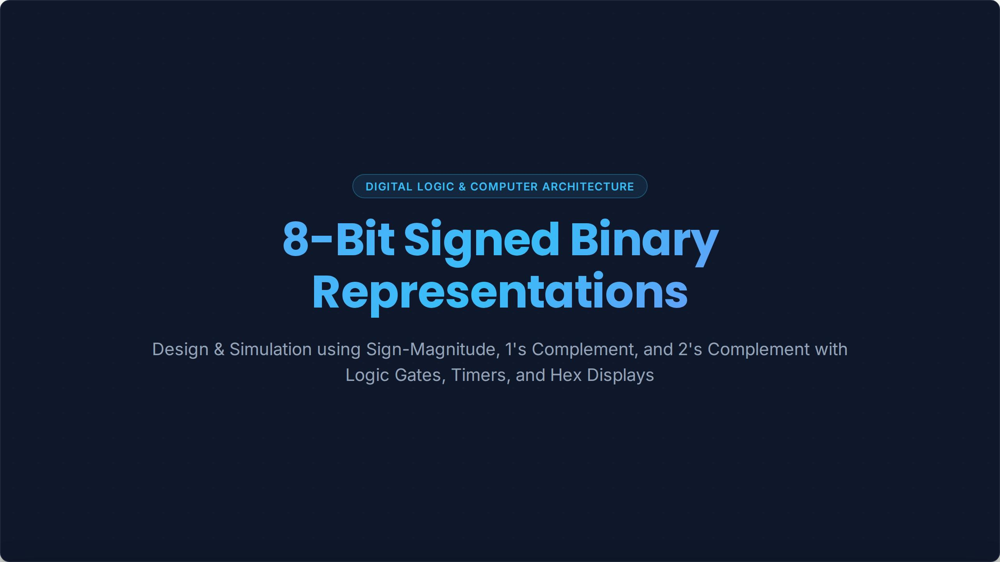 DIGITAL LOGIC & COMPUTER ARCHITECTURE
8-Bit Signed Binary
Representations
Design & Simulation using Sign-Magnitude, 1's Complement, and 2's Complement with
Logic Gates, Timers, and Hex Displays